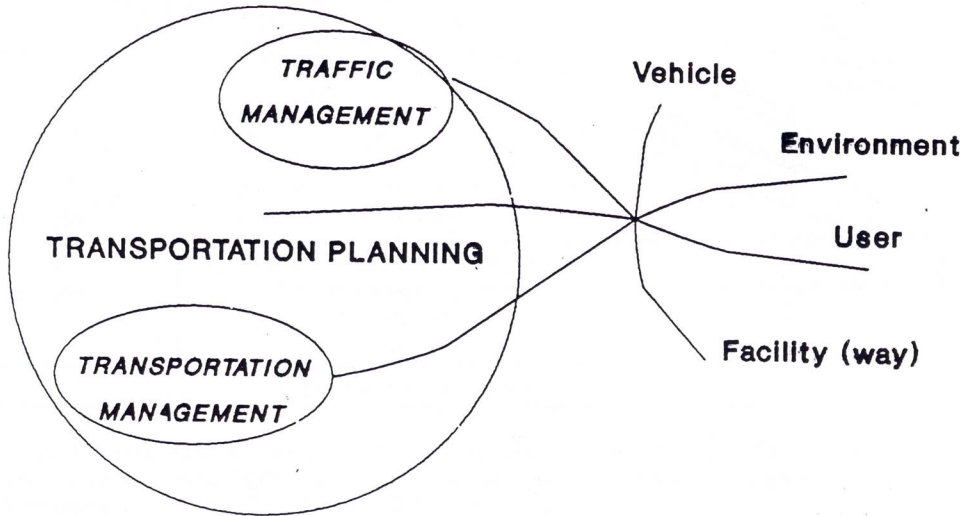 TRAFFIC
MANAGEMENT
Vehicle
Environment
TRANSPORTATION PLANNING
User
TRANSPORTATION
MANAGEMENT
Facility (way)